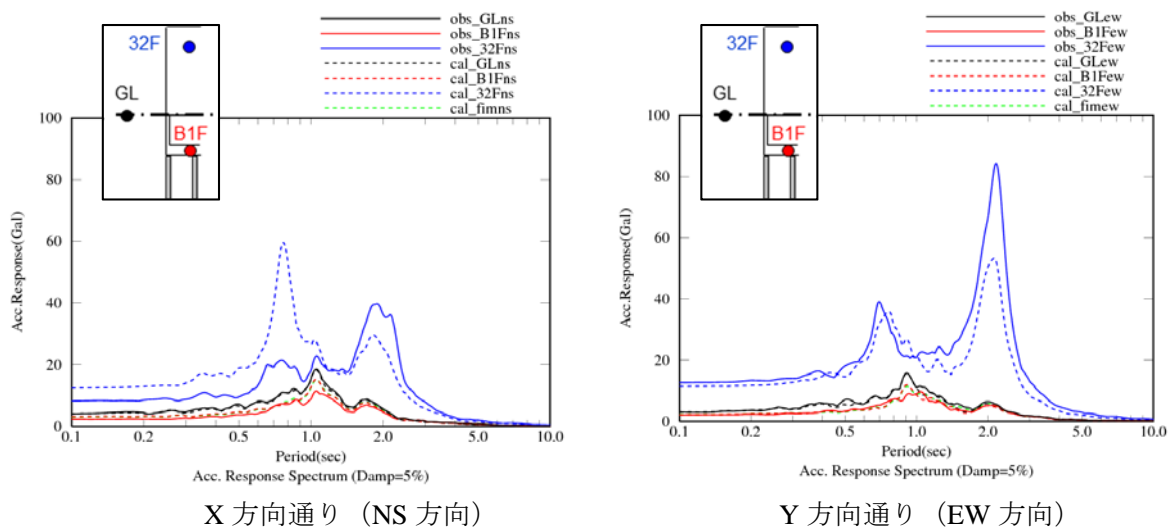 obs_GLns
obs_B1Fns
obs_32Fns
cal_GLns
cal_B1Fns
cal_32Fns
cal_fimns
32F
GL
B1F
100
80
60
40
20
0
Acc.Response(Gal)
0.1
0.2
0.5
1.0
2.0
5.0
10.0
Period(sec)
Acc. Response Spectrum (Damp=5%)
X 方向通り（NS 方向）
obs_GLew
obs_B1Few
obs_32Few
cal_GLew
cal_B1Few
cal_32Few
cal_fimew
32F
GL
B1F
100
80
60
40
20
0
Acc.Response(Gal)
0.1
0.2
0.5
1.0
2.0
5.0
10.0
Period(sec)
Acc. Response Spectrum (Damp=5%)
Y 方向通り（EW 方向）